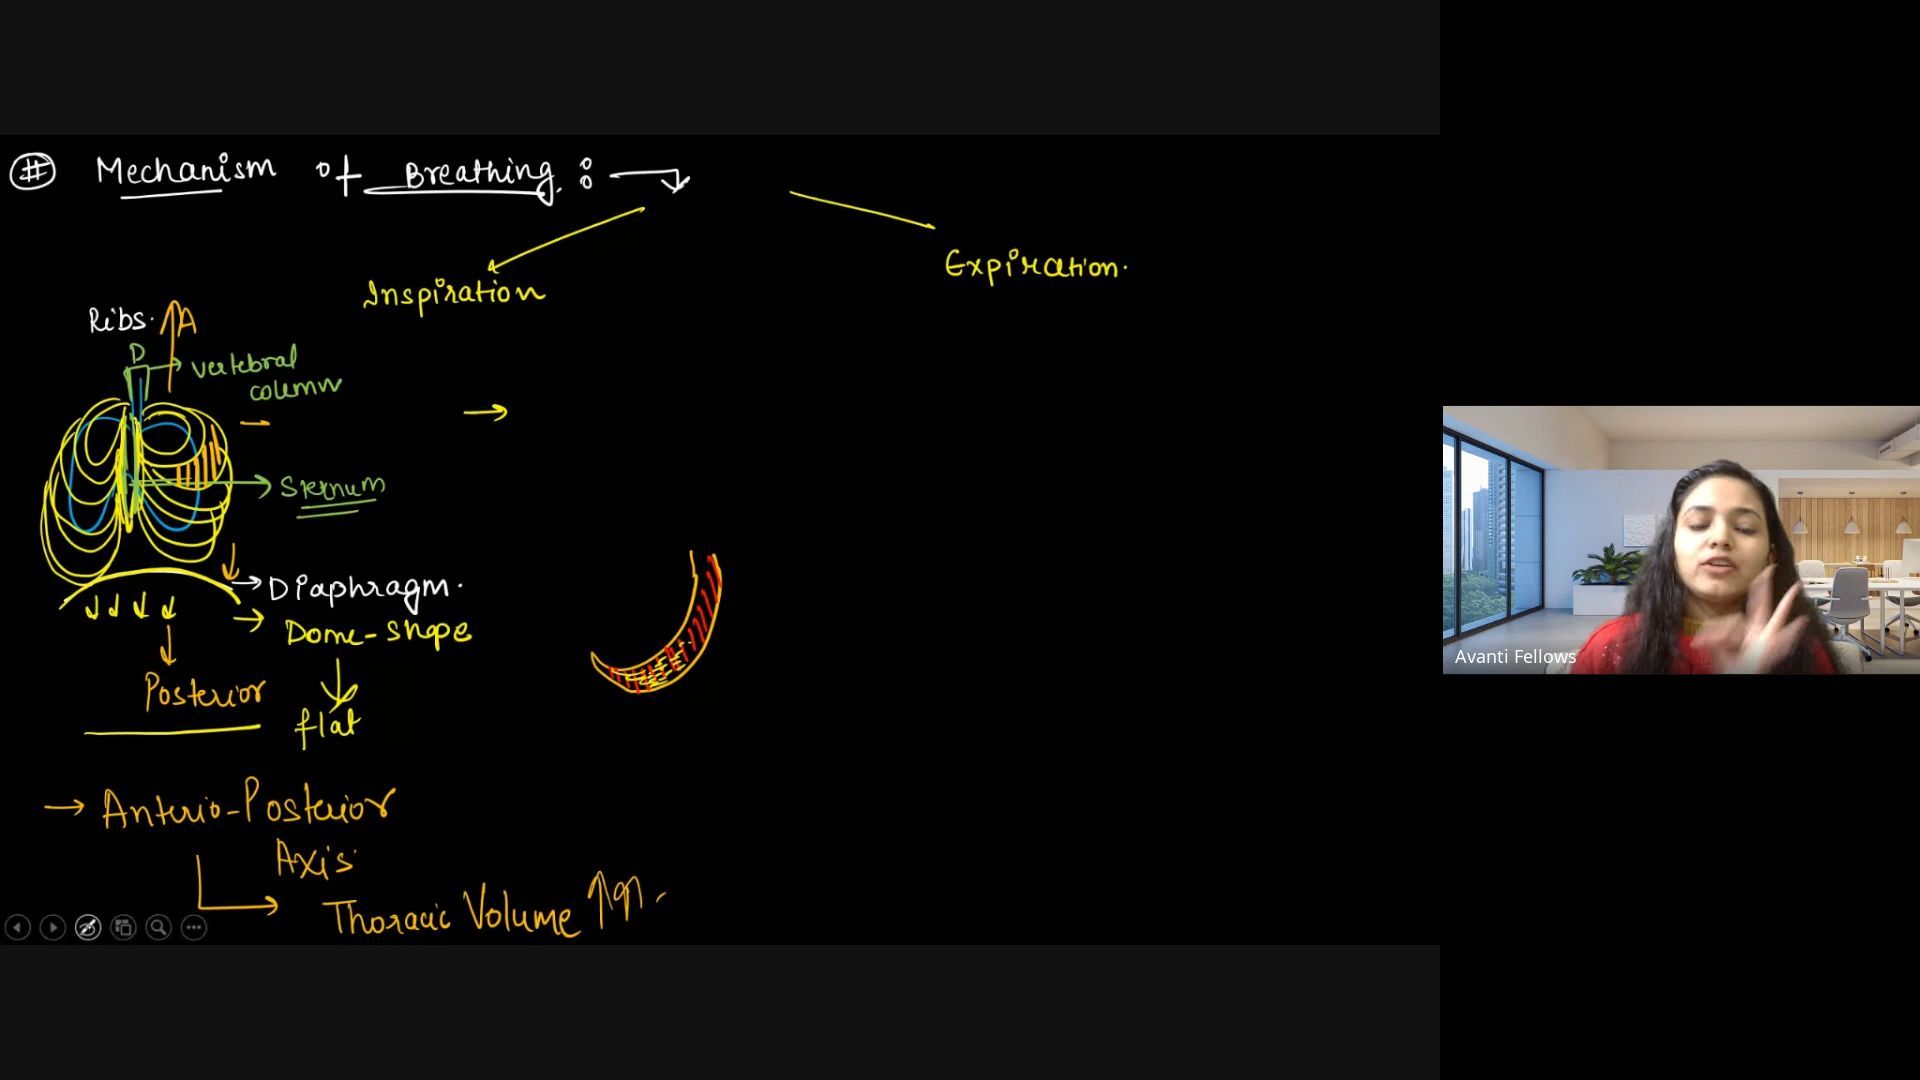 # Mechanism of Breathing :
Inspiration
Expiration.
Ribs. A
D
vertebral
column
Sternum
Diaphragm.
Dome-shape
Posterior
flat
Anterio-Posterior
Axis
Thoracic Volume ↑
Avanti Fellows